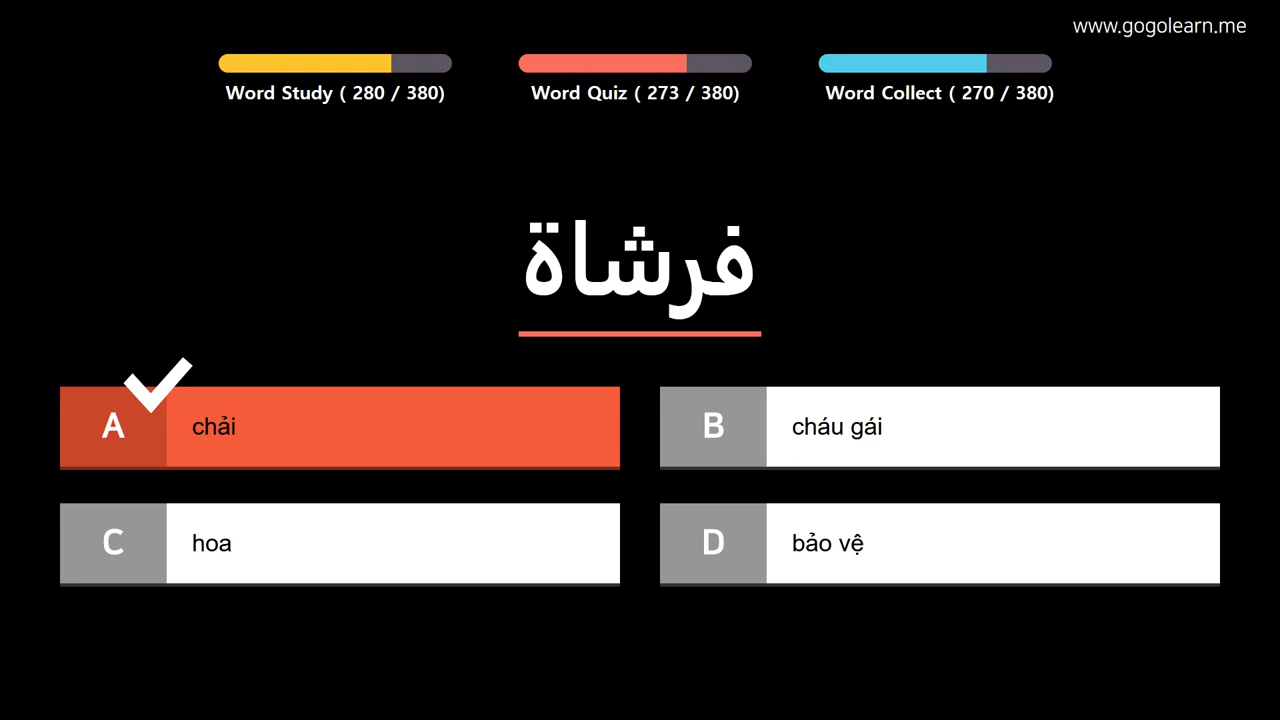 www.gogolearn.me
Word Study ( 280 / 380)
Word Quiz ( 273 / 380)
Word Collect ( 270 / 380)
فرشاة
A chải
B cháu gái
C hoa
D bảo vệ